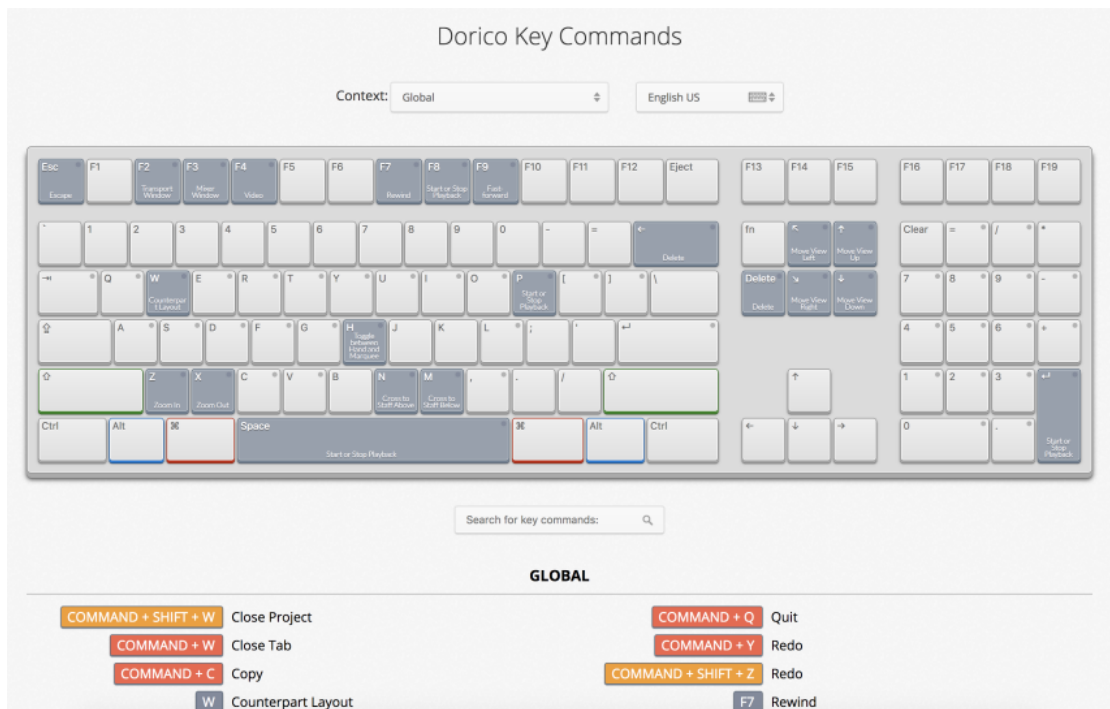 Dorico Key Commands
Context: Global English US
Esc F1 F2 F3 F4 F5 F6 F7 F8 F9 F10 F11 F12 Eject F13 F14 F15 F16 F17 F18 F19
Escape Transport Window Mixer Window Video Rewind Start or Stop Playback Fast-forward
` 1 2 3 4 5 6 7 8 9 0 - = ← fn ↖ ↑ Clear = / *
Delete Move View Left Move View Up
⇥ Q W E R T Y U I O P [ ] \ Delete ↘ ↓ 7 8 9 -
Counterpart Layout Start or Stop Playback Delete Move View Right Move View Down
⇪ A S D F G H J K L ; ' ↵ 4 5 6 +
Toggle between Hand and Marquee
⇧ Z X C V B N M , . / ⇧ ↑ 1 2 3 ↵
Zoom In Zoom Out Cross to Staff Above Cross to Staff Below
Ctrl Alt ⌘ Space ⌘ Alt Ctrl ← ↓ → 0 .
Start or Stop Playback Start or Stop Playback
Search for key commands:
GLOBAL
COMMAND + SHIFT + W Close Project COMMAND + Q Quit
COMMAND + W Close Tab COMMAND + Y Redo
COMMAND + C Copy COMMAND + SHIFT + Z Redo
W Counterpart Layout F7 Rewind